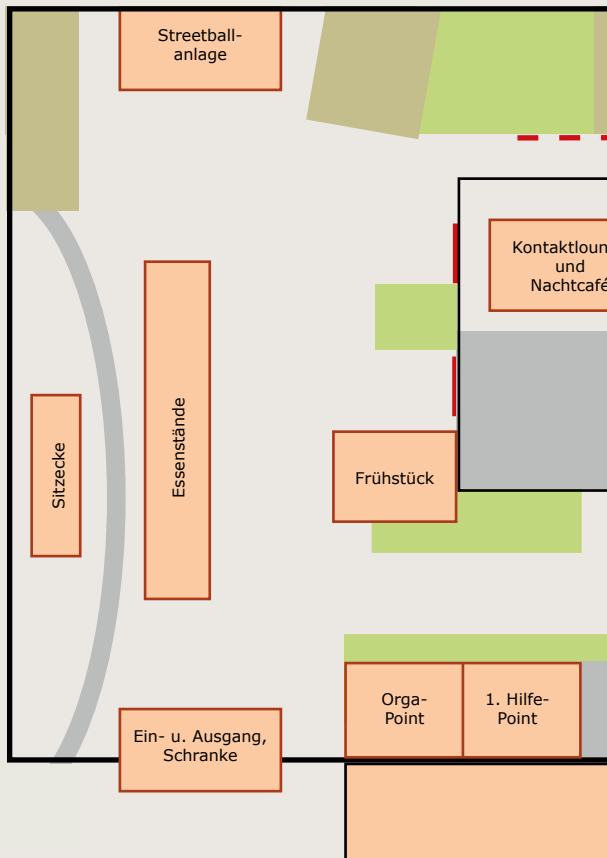 Streetball-
anlage
Kontaktloun
und
Nachtcafé
Essenstände
Sitzecke
Frühstück
Orga-
Point
1. Hilfe-
Point
Ein- u. Ausgang,
Schranke